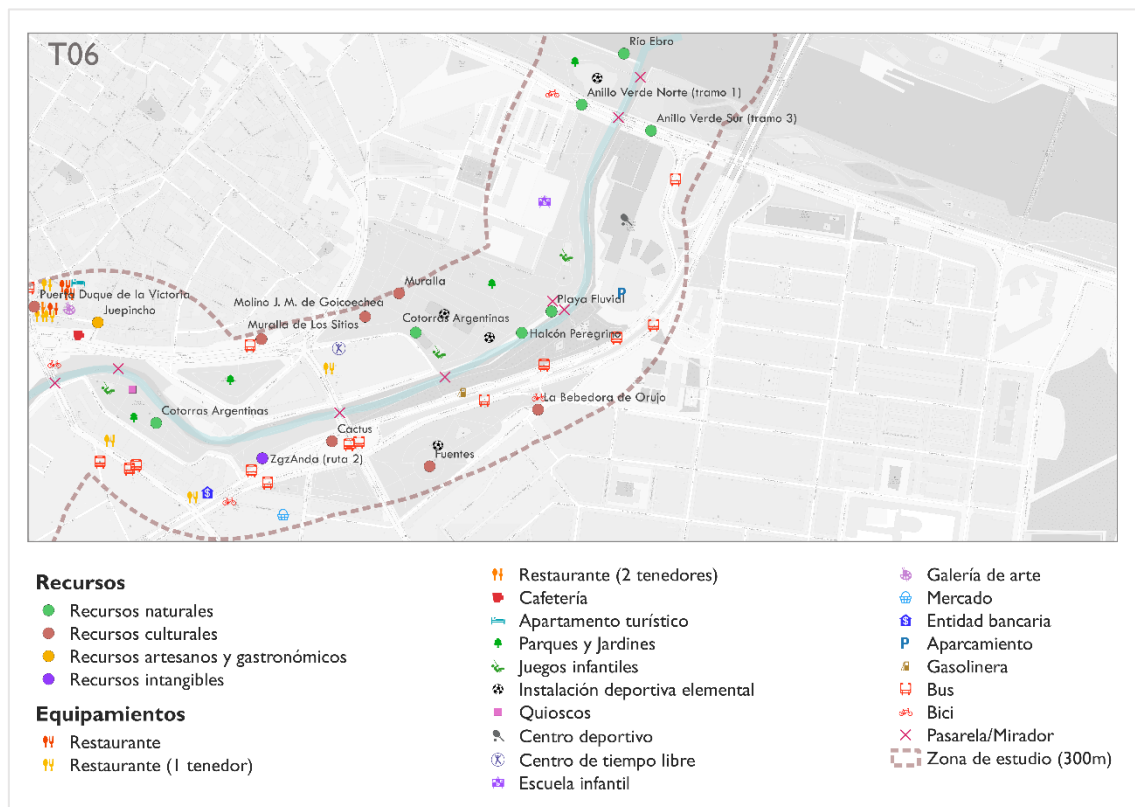 T06
Río Ebro
Anillo Verde Norte (tramo 1)
Anillo Verde Sur (tramo 3)
Muralla
Puerta Duque de la Victoria
Juepincho
Molino J. M. de Goicoechea
Muralla de Los Sitios
Cotorras Argentinas
Playa Fluvial
Halcón Peregrino
La Bebedora de Orujo
Cotorras Argentinas
Cactus
ZgzAnda (ruta 2)
Fuentes
P
Recursos
Recursos naturales
Recursos culturales
Recursos artesanos y gastronómicos
Recursos intangibles
Equipamientos
Restaurante
Restaurante (1 tenedor)
Restaurante (2 tenedores)
Cafetería
Apartamento turístico
Parques y Jardines
Juegos infantiles
Instalación deportiva elemental
Quioscos
Centro deportivo
Centro de tiempo libre
Escuela infantil
Galería de arte
Mercado
Entidad bancaria
P Aparcamiento
Gasolinera
Bus
Bici
Pasarela/Mirador
Zona de estudio (300m)